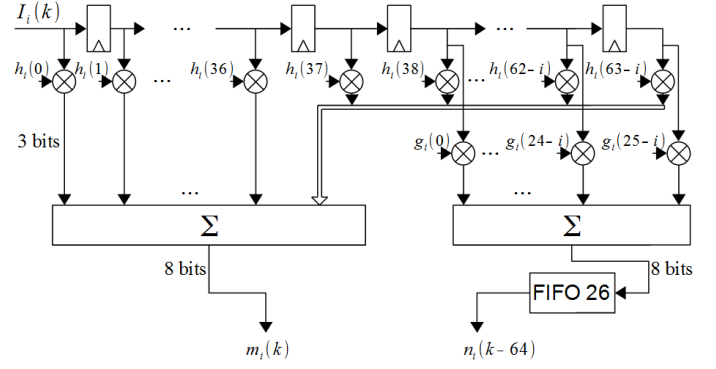 I_i(k)
... ...
h_i(0) h_i(1) ... h_i(36) h_i(37) h_i(38) ... h_i(62-i) h_i(63-i)
3 bits
g_i(0) ... g_i(24-i) g_i(25-i)
... ...
Σ Σ
8 bits 8 bits
FIFO 26
m_i(k) n_i(k-64)